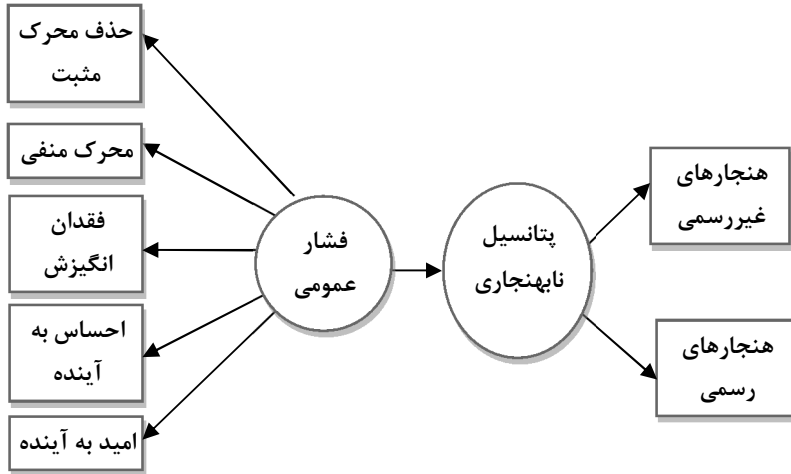 حذف محرک
مثبت
محرک منفی
فقدان
انگیزش
احساس به
آینده
امید به آینده
فشار
عمومی
پتانسیل
نابهنجاری
هنجارهای
غیررسمی
هنجارهای
رسمی